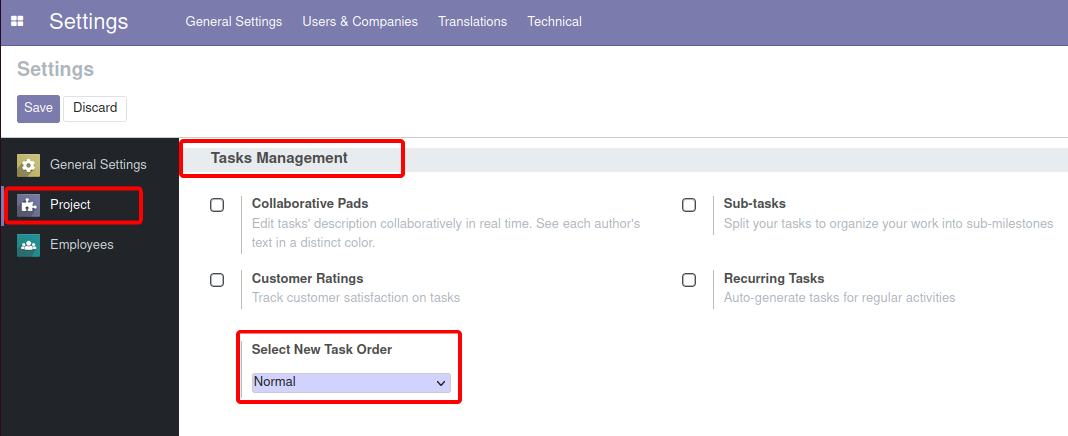 Settings General Settings Users & Companies Translations Technical
Settings
Save Discard
General Settings
Project
Employees
Tasks Management
Collaborative Pads
Edit tasks' description collaboratively in real time. See each author's
text in a distinct color.
Sub-tasks
Split your tasks to organize your work into sub-milestones
Customer Ratings
Track customer satisfaction on tasks
Recurring Tasks
Auto-generate tasks for regular activities
Select New Task Order
Normal